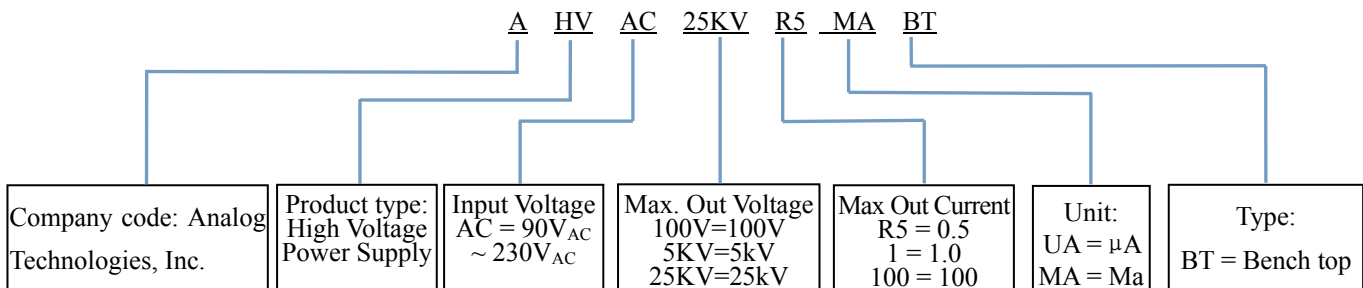 A HV AC 25KV R5 MA BT
Company code: Analog
Technologies, Inc.
Product type:
High Voltage
Power Supply
Input Voltage
AC = 90VAC
~ 230VAC
Max. Out Voltage
100V=100V
5KV=5kV
25KV=25kV
Max Out Current
R5 = 0.5
1 = 1.0
100 = 100
Unit:
UA = μA
MA = Ma
Type:
BT = Bench top